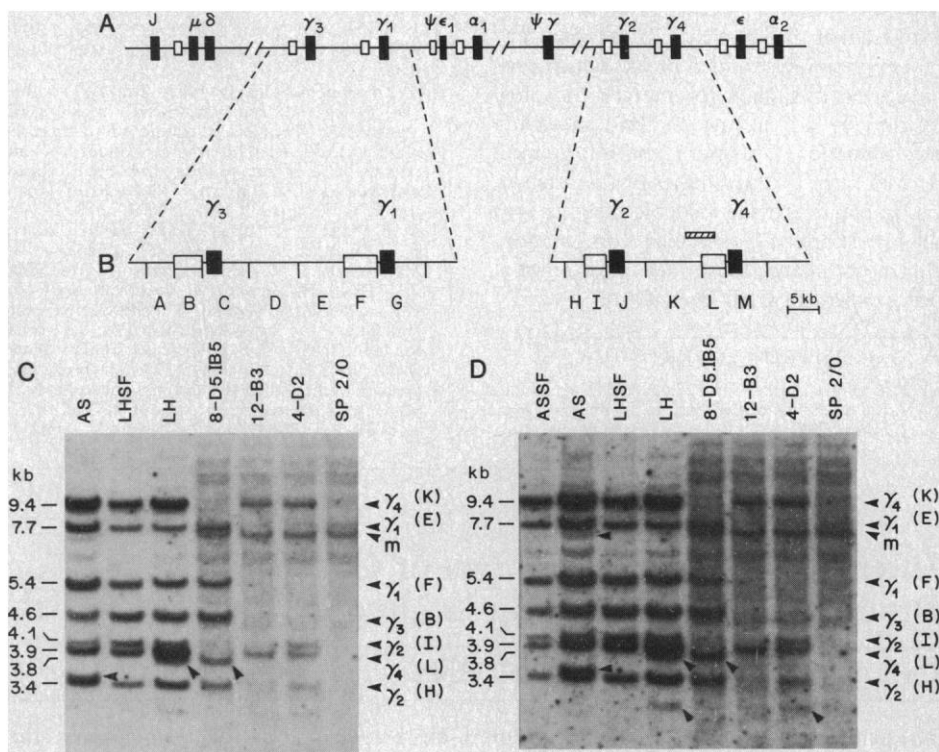 A J μ δ γ3 γ1 ψε1 α1 ψγ γ2 γ4 ε α2
γ3 γ1 γ2 γ4
B
A B C D E F G H I J K L M 5 kb
C
AS LHSF LH 8-D5.IB5 12-B3 4-D2 SP 2/0
kb
9.4
7.7
5.4
4.6
4.1
3.9
3.8
3.4
γ4 (K)
γ1 (E)
m
γ1 (F)
γ3 (B)
γ2 (I)
γ4 (L)
γ2 (H)
D
ASSF AS LHSF LH 8-D5.IB5 12-B3 4-D2 SP 2/0
kb
9.4
7.7
5.4
4.6
4.1
3.9
3.8
3.4
γ4 (K)
γ1 (E)
m
γ1 (F)
γ3 (B)
γ2 (I)
γ4 (L)
γ2 (H)